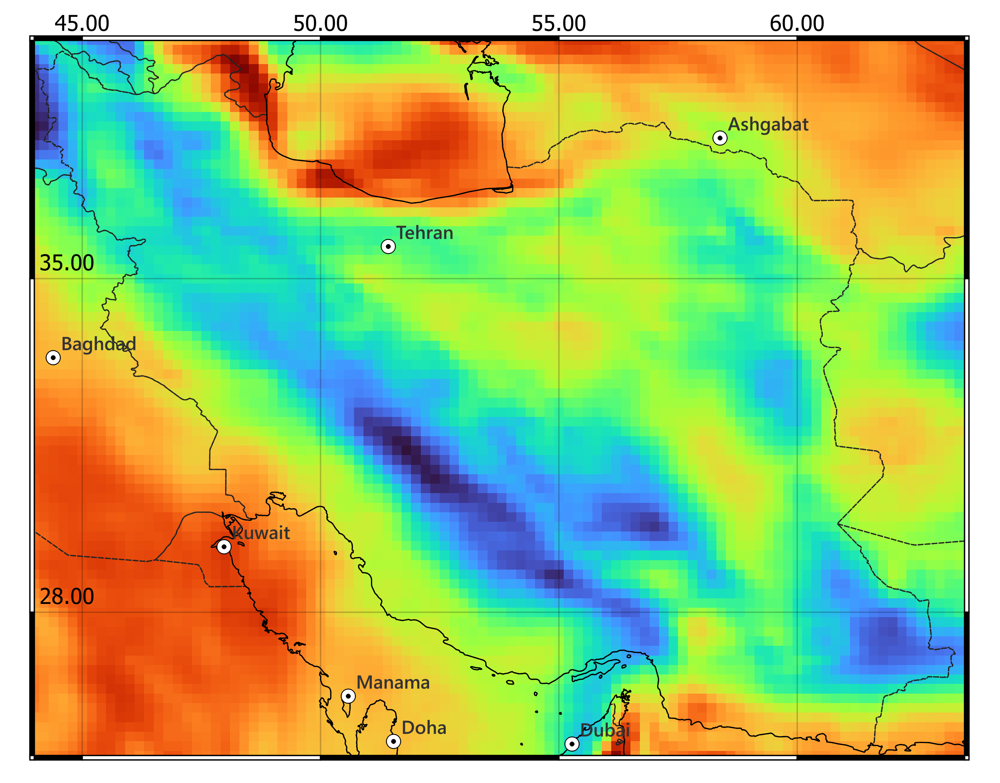 45.00 50.00 55.00 60.00
Ashgabat
Tehran
35.00
Baghdad
Kuwait
28.00
Manama
Doha
Dubai